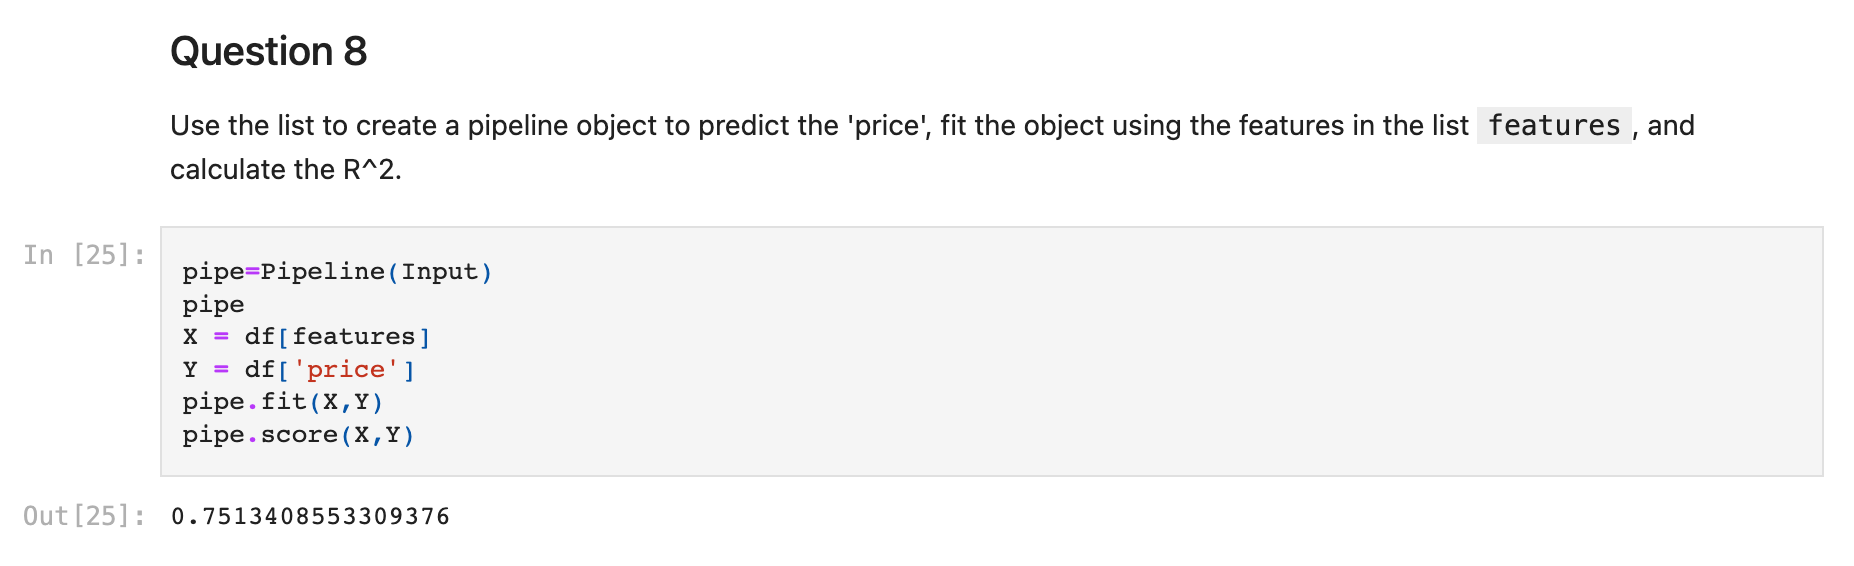 Question 8
Use the list to create a pipeline object to predict the 'price', fit the object using the features in the list features , and
calculate the R^2.
In [25]:
pipe=Pipeline(Input)
pipe
X = df[features]
Y = df['price']
pipe.fit(X,Y)
pipe.score(X,Y)
Out[25]: 0.7513408553309376